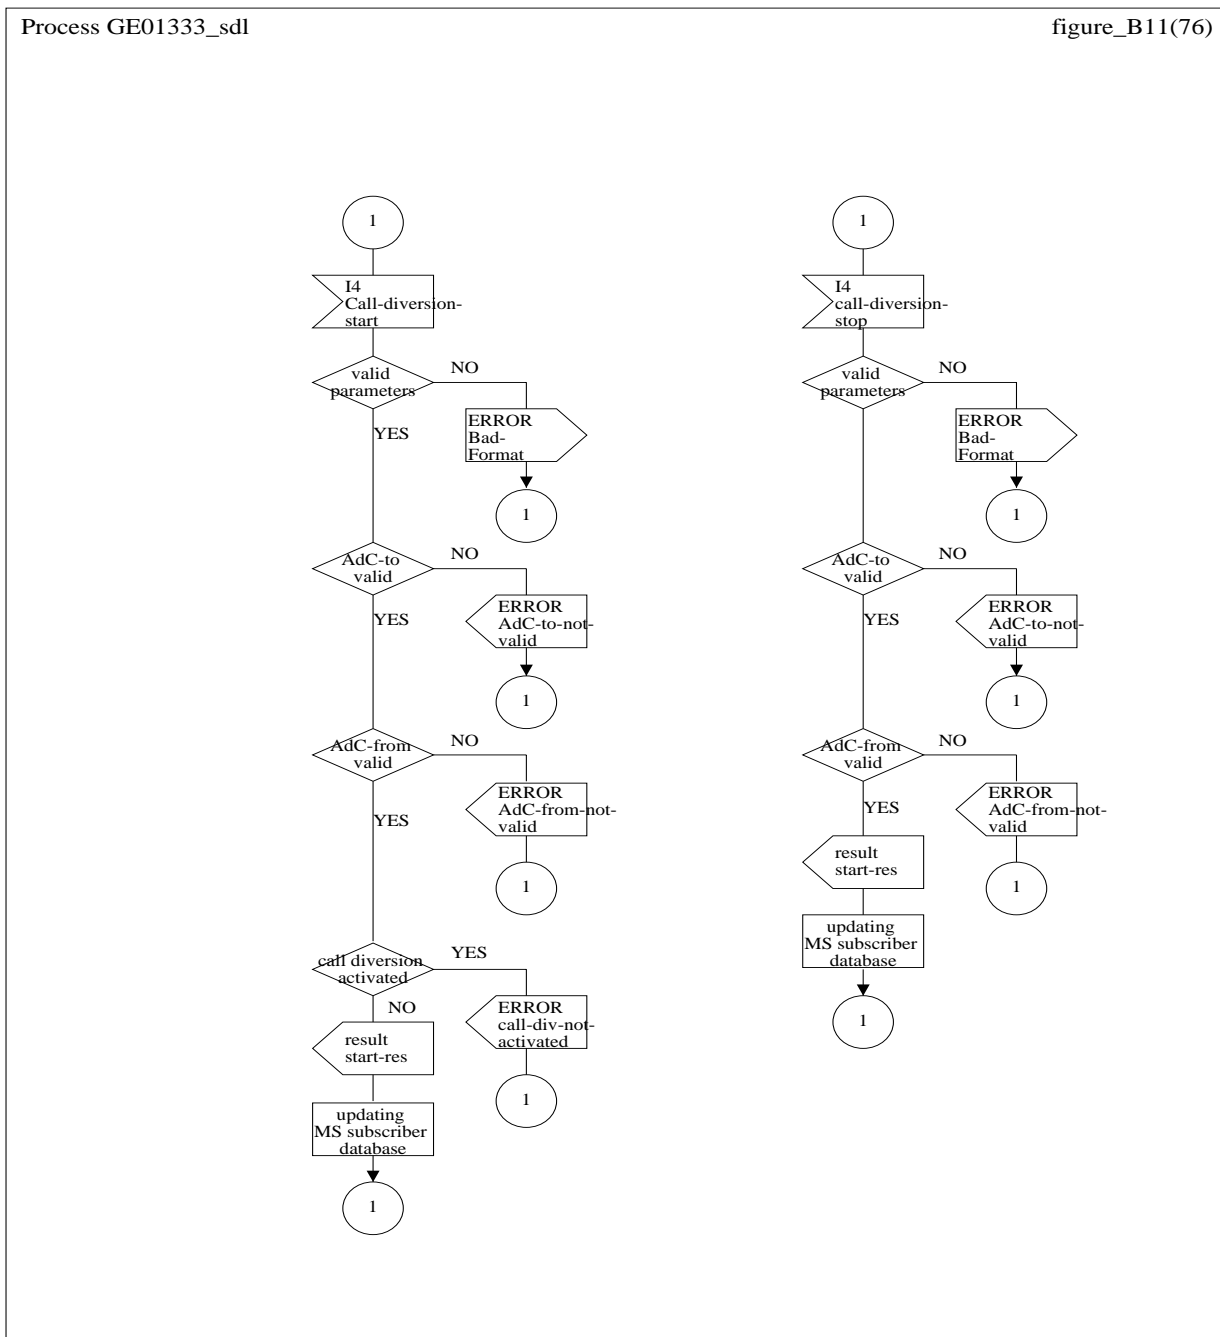 Process GE01333_sdl
figure_B11(76)
1
I4
Call-diversion-
start
valid
parameters
NO
YES
ERROR
Bad-
Format
1
AdC-to
valid
NO
YES
ERROR
AdC-to-not-
valid
1
AdC-from
valid
NO
YES
ERROR
AdC-from-not-
valid
1
call diversion
activated
YES
NO
ERROR
call-div-not-
activated
1
result
start-res
updating
MS subscriber
database
1
1
I4
call-diversion-
stop
valid
parameters
NO
ERROR
Bad-
Format
1
AdC-to
valid
NO
YES
ERROR
AdC-to-not-
valid
1
AdC-from
valid
NO
YES
ERROR
AdC-from-not-
valid
1
result
start-res
updating
MS subscriber
database
1